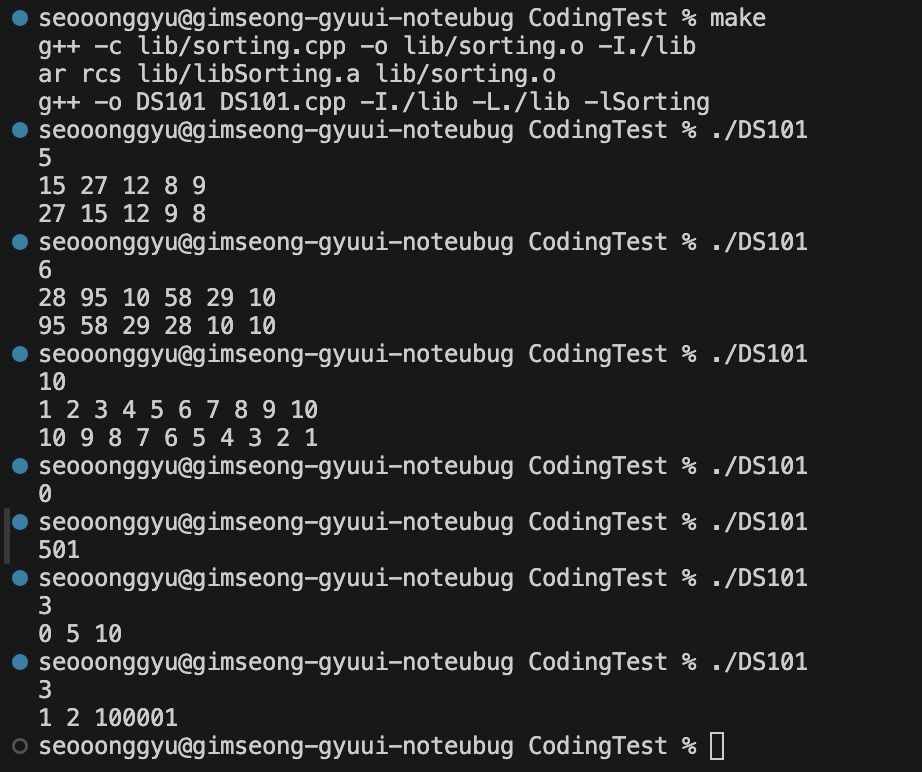 seooonggyu@gimseong-gyuui-noteubug CodingTest % make
g++ -c lib/sorting.cpp -o lib/sorting.o -I./lib
ar rcs lib/libSorting.a lib/sorting.o
g++ -o DS101 DS101.cpp -I./lib -L./lib -lSorting
seooonggyu@gimseong-gyuui-noteubug CodingTest % ./DS101
5
15 27 12 8 9
27 15 12 9 8
seooonggyu@gimseong-gyuui-noteubug CodingTest % ./DS101
6
28 95 10 58 29 10
95 58 29 28 10 10
seooonggyu@gimseong-gyuui-noteubug CodingTest % ./DS101
10
1 2 3 4 5 6 7 8 9 10
10 9 8 7 6 5 4 3 2 1
seooonggyu@gimseong-gyuui-noteubug CodingTest % ./DS101
0
seooonggyu@gimseong-gyuui-noteubug CodingTest % ./DS101
501
seooonggyu@gimseong-gyuui-noteubug CodingTest % ./DS101
3
0 5 10
seooonggyu@gimseong-gyuui-noteubug CodingTest % ./DS101
3
1 2 100001
seooonggyu@gimseong-gyuui-noteubug CodingTest %